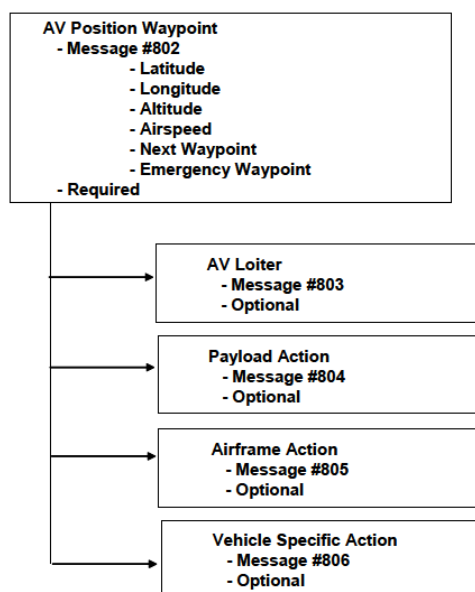 AV Position Waypoint
- Message #802
- Latitude
- Longitude
- Altitude
- Airspeed
- Next Waypoint
- Emergency Waypoint
- Required
AV Loiter
- Message #803
- Optional
Payload Action
- Message #804
- Optional
Airframe Action
- Message #805
- Optional
Vehicle Specific Action
- Message #806
- Optional